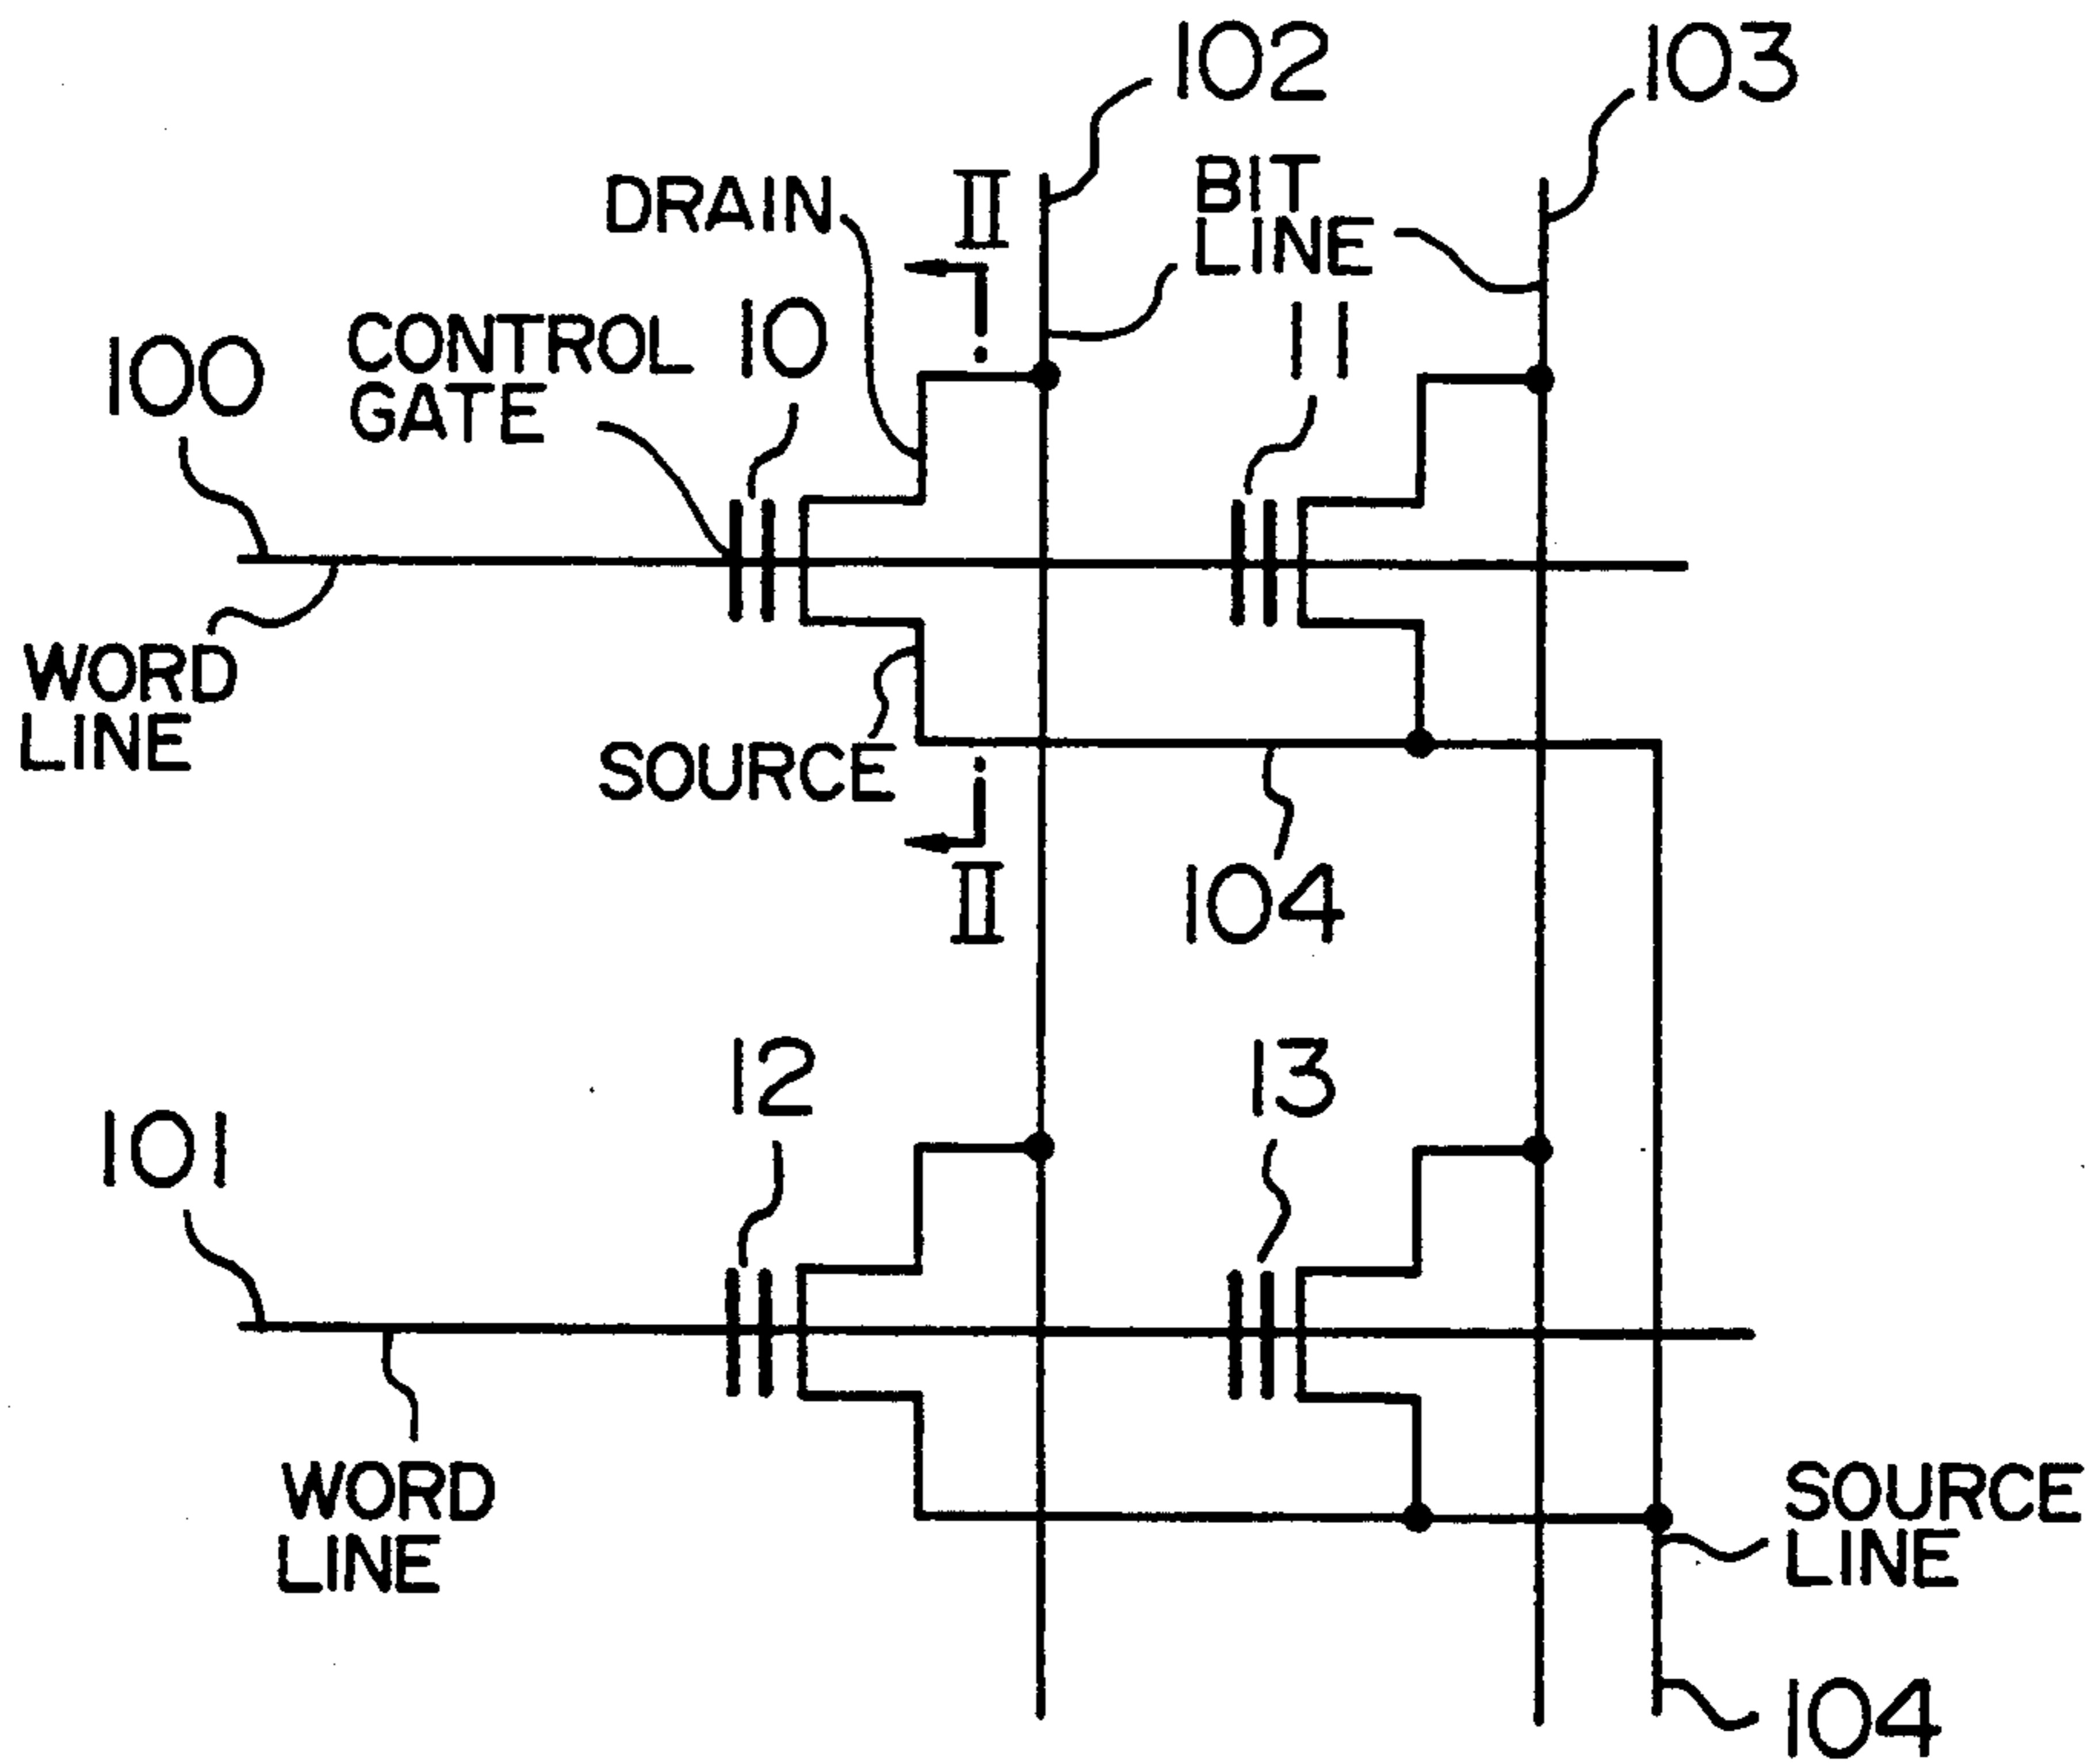 102
103
DRAIN
II
BIT
LINE
100
CONTROL
GATE
10
11
WORD
LINE
SOURCE
II
104
12
13
101
WORD
LINE
SOURCE
LINE
104